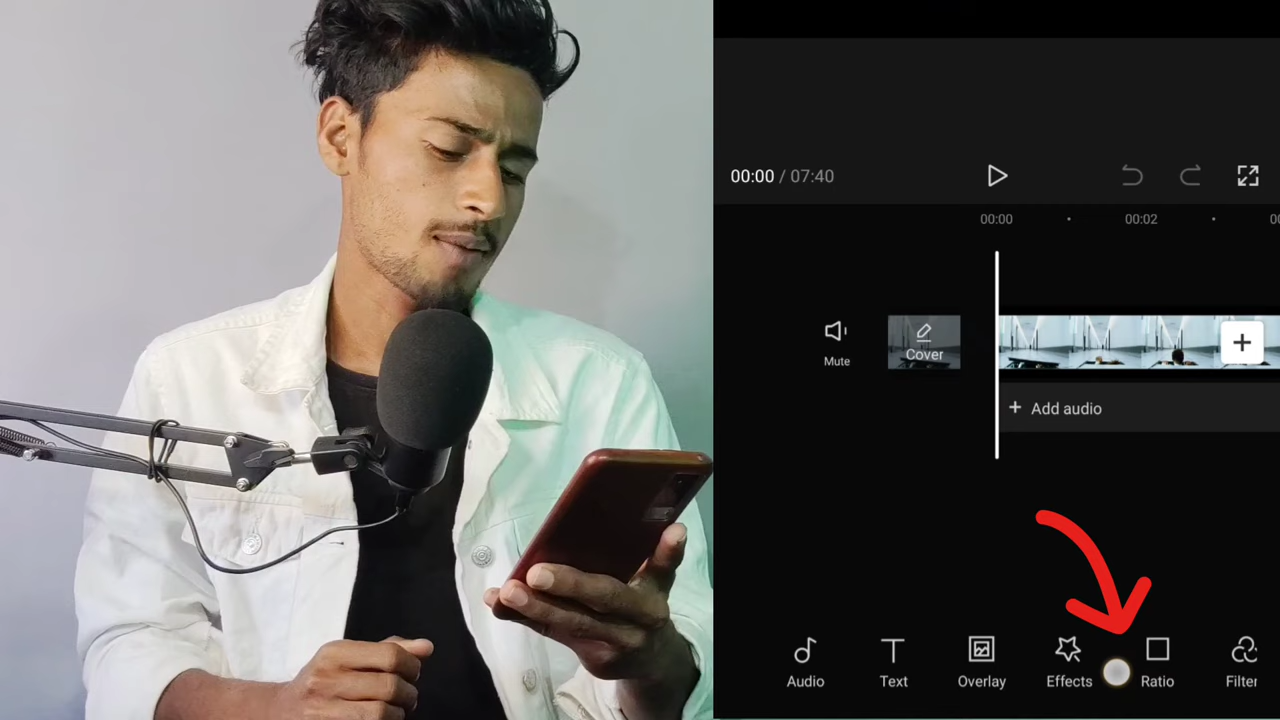 00:00 / 07:40
00:00
00:02
Mute
Cover
+ Add audio
Audio
Text
Overlay
Effects
Ratio
Filter